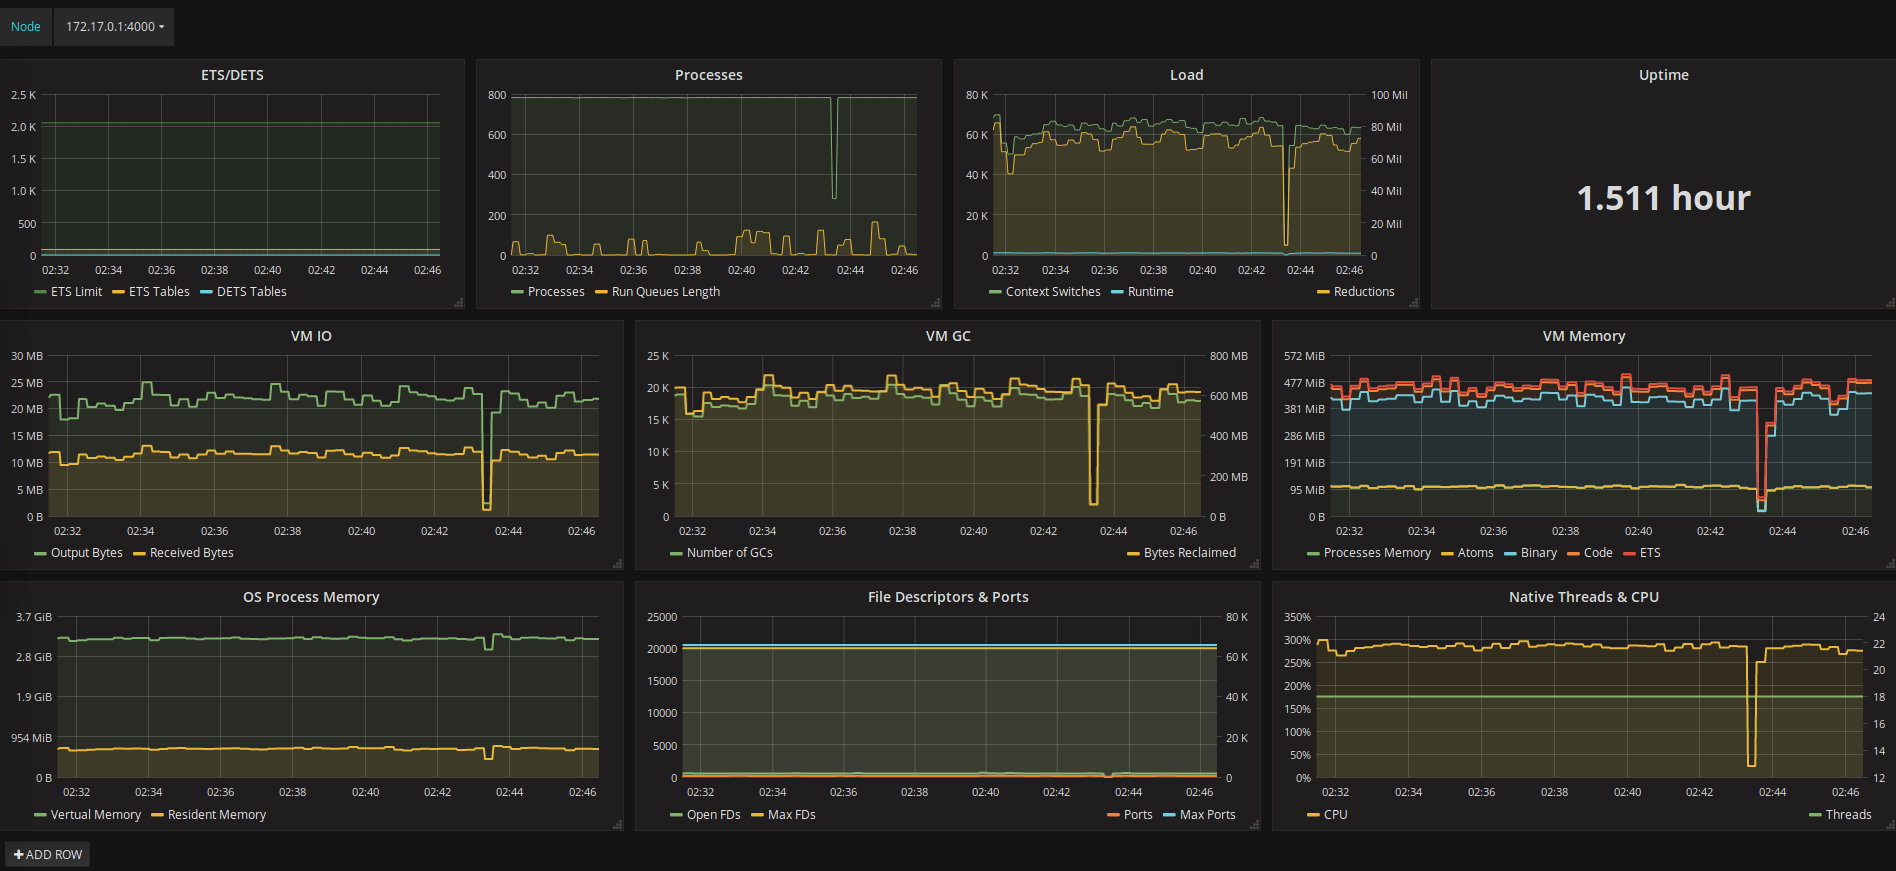 Node 172.17.0.1:4000
ETS/DETS
2.5 K
2.0 K
1.5 K
1.0 K
500
0
02:32 02:34 02:36 02:38 02:40 02:42 02:44 02:46
ETS Limit ETS Tables DETS Tables
Processes
800
600
400
200
0
02:32 02:34 02:36 02:38 02:40 02:42 02:44 02:46
Processes Run Queues Length
Load
80 K 100 Mil
80 Mil
60 K
60 Mil
40 K
40 Mil
20 K
20 Mil
0 0
02:32 02:34 02:36 02:38 02:40 02:42 02:44 02:46
Context Switches Runtime Reductions
Uptime
1.511 hour
VM IO
30 MB
25 MB
20 MB
15 MB
10 MB
5 MB
0 B
02:32 02:34 02:36 02:38 02:40 02:42 02:44 02:46
Output Bytes Received Bytes
VM GC
25 K 800 MB
20 K
600 MB
15 K
400 MB
10 K
200 MB
5 K
0 0 B
02:32 02:34 02:36 02:38 02:40 02:42 02:44 02:46
Number of GCs Bytes Reclaimed
VM Memory
572 MiB
477 MiB
381 MiB
286 MiB
191 MiB
95 MiB
0 B
02:32 02:34 02:36 02:38 02:40 02:42 02:44 02:46
Processes Memory Atoms Binary Code ETS
OS Process Memory
3.7 GiB
2.8 GiB
1.9 GiB
954 MiB
0 B
02:32 02:34 02:36 02:38 02:40 02:42 02:44 02:46
Vertual Memory Resident Memory
File Descriptors & Ports
25000 80 K
20000
60 K
15000
40 K
10000
20 K
5000
0 0
02:32 02:34 02:36 02:38 02:40 02:42 02:44 02:46
Open FDs Max FDs Ports Max Ports
Native Threads & CPU
350% 24
300%
22
250%
20
200%
18
150%
16
100%
14
50%
0% 12
02:32 02:34 02:36 02:38 02:40 02:42 02:44 02:46
CPU Threads
ADD ROW